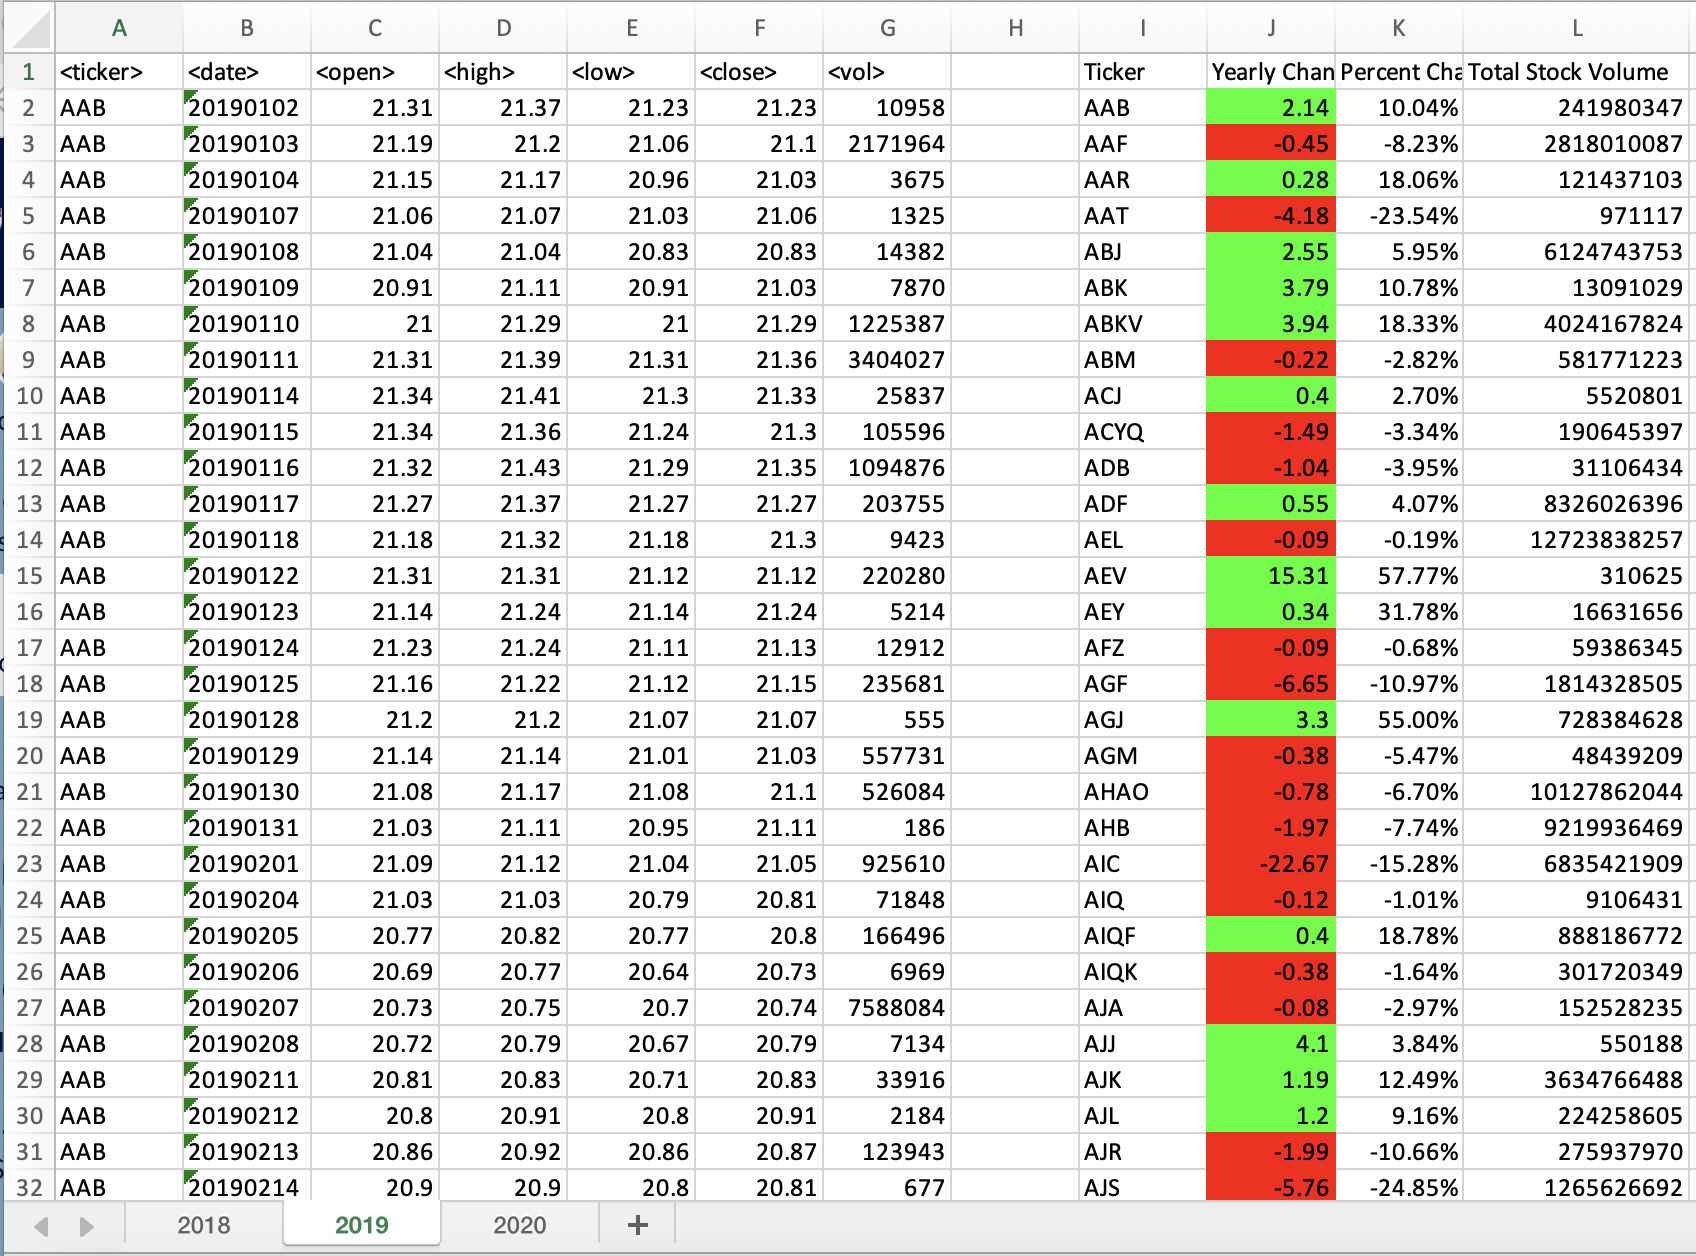 A B C D E F G H I J K L
1 <ticker> <date> <open> <high> <low> <close> <vol> Ticker Yearly Chan Percent Cha Total Stock Volume
2 AAB 20190102 21.31 21.37 21.23 21.23 10958 AAB 2.14 10.04% 241980347
3 AAB 20190103 21.19 21.2 21.06 21.1 2171964 AAF -0.45 -8.23% 2818010087
4 AAB 20190104 21.15 21.17 20.96 21.03 3675 AAR 0.28 18.06% 121437103
5 AAB 20190107 21.06 21.07 21.03 21.06 1325 AAT -4.18 -23.54% 971117
6 AAB 20190108 21.04 21.04 20.83 20.83 14382 ABJ 2.55 5.95% 6124743753
7 AAB 20190109 20.91 21.11 20.91 21.03 7870 ABK 3.79 10.78% 13091029
8 AAB 20190110 21 21.29 21 21.29 1225387 ABKV 3.94 18.33% 4024167824
9 AAB 20190111 21.31 21.39 21.31 21.36 3404027 ABM -0.22 -2.82% 581771223
10 AAB 20190114 21.34 21.41 21.3 21.33 25837 ACJ 0.4 2.70% 5520801
11 AAB 20190115 21.34 21.36 21.24 21.3 105596 ACYQ -1.49 -3.34% 190645397
12 AAB 20190116 21.32 21.43 21.29 21.35 1094876 ADB -1.04 -3.95% 31106434
13 AAB 20190117 21.27 21.37 21.27 21.27 203755 ADF 0.55 4.07% 8326026396
14 AAB 20190118 21.18 21.32 21.18 21.3 9423 AEL -0.09 -0.19% 12723838257
15 AAB 20190122 21.31 21.31 21.12 21.12 220280 AEV 15.31 57.77% 310625
16 AAB 20190123 21.14 21.24 21.14 21.24 5214 AEY 0.34 31.78% 16631656
17 AAB 20190124 21.23 21.24 21.11 21.13 12912 AFZ -0.09 -0.68% 59386345
18 AAB 20190125 21.16 21.22 21.12 21.15 235681 AGF -6.65 -10.97% 1814328505
19 AAB 20190128 21.2 21.2 21.07 21.07 555 AGJ 3.3 55.00% 728384628
20 AAB 20190129 21.14 21.14 21.01 21.03 557731 AGM -0.38 -5.47% 48439209
21 AAB 20190130 21.08 21.17 21.08 21.1 526084 AHAO -0.78 -6.70% 10127862044
22 AAB 20190131 21.03 21.11 20.95 21.11 186 AHB -1.97 -7.74% 9219936469
23 AAB 20190201 21.09 21.12 21.04 21.05 925610 AIC -22.67 -15.28% 6835421909
24 AAB 20190204 21.03 21.03 20.79 20.81 71848 AIQ -0.12 -1.01% 9106431
25 AAB 20190205 20.77 20.82 20.77 20.8 166496 AIQF 0.4 18.78% 888186772
26 AAB 20190206 20.69 20.77 20.64 20.73 6969 AIQK -0.38 -1.64% 301720349
27 AAB 20190207 20.73 20.75 20.7 20.74 7588084 AJA -0.08 -2.97% 152528235
28 AAB 20190208 20.72 20.79 20.67 20.79 7134 AJJ 4.1 3.84% 550188
29 AAB 20190211 20.81 20.83 20.71 20.83 33916 AJK 1.19 12.49% 3634766488
30 AAB 20190212 20.8 20.91 20.8 20.91 2184 AJL 1.2 9.16% 224258605
31 AAB 20190213 20.86 20.92 20.86 20.87 123943 AJR -1.99 -10.66% 275937970
32 AAB 20190214 20.9 20.9 20.8 20.81 677 AJS -5.76 -24.85% 1265626692
2018 2019 2020 +